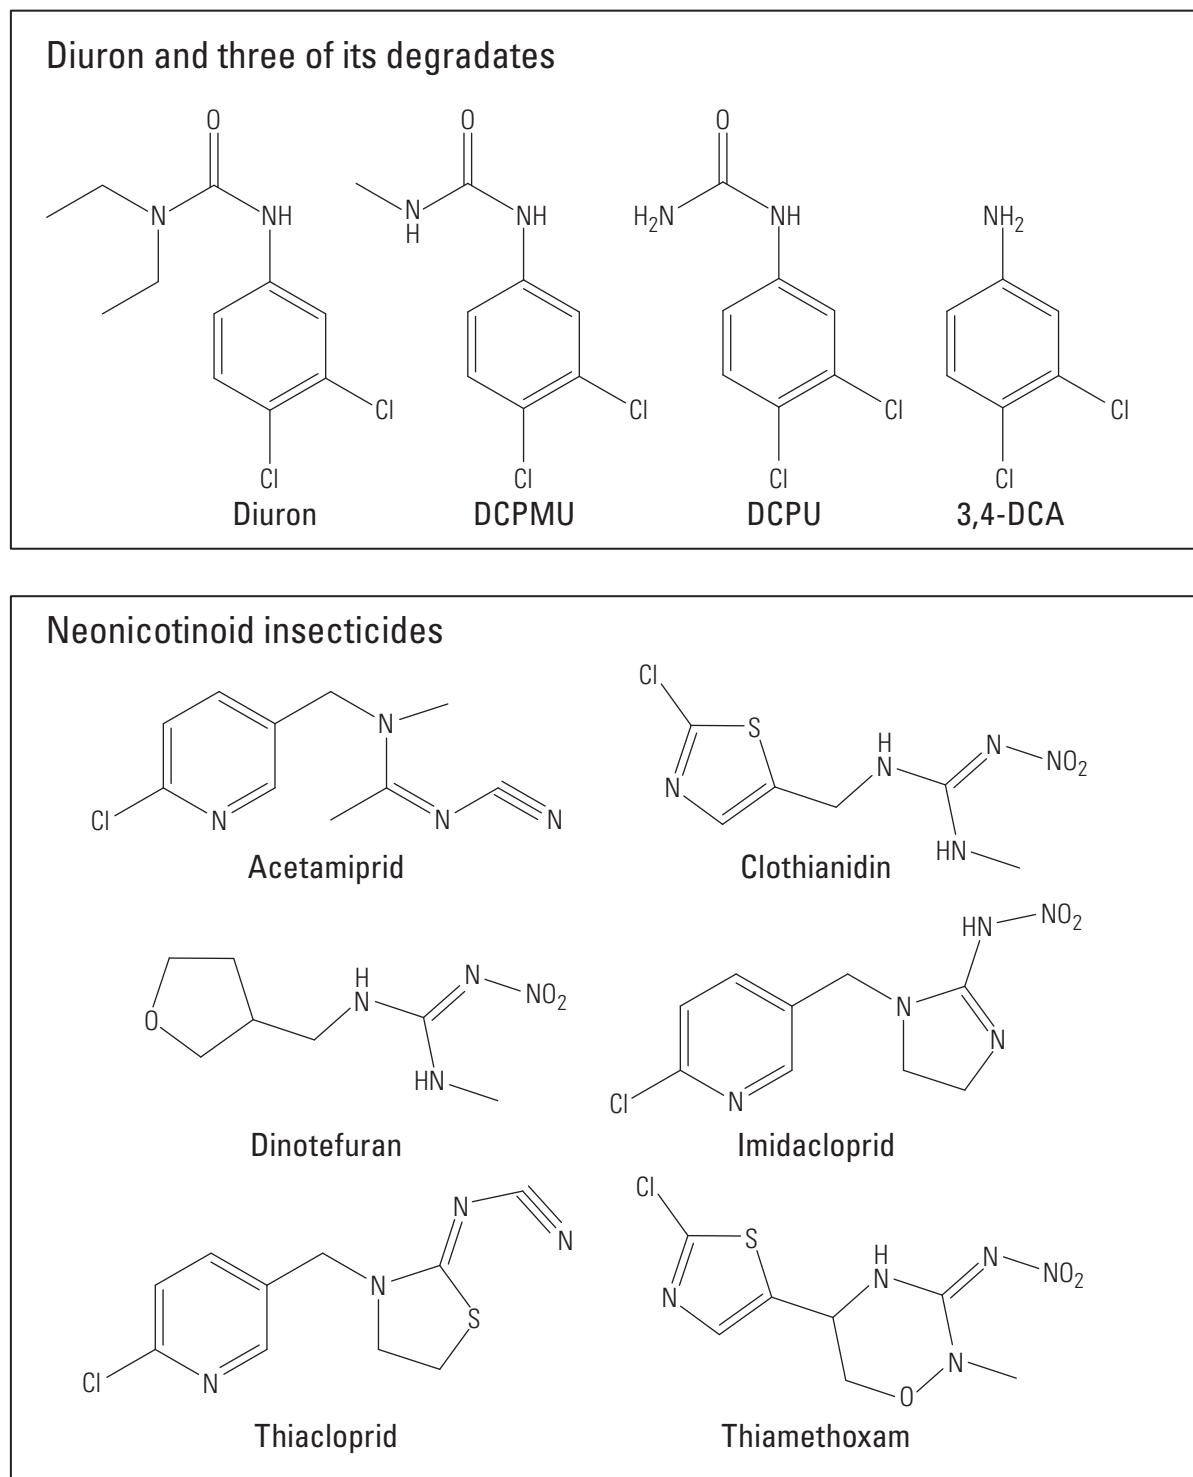 Diuron and three of its degradates
O O O
N NH N H NH H2N NH NH2
Cl Cl Cl Cl
Cl Cl Cl Cl
Diuron DCPMU DCPU 3,4-DCA
Neonicotinoid insecticides
N Cl N N N
Acetamiprid
Cl S N H N N NO2 HN
Clothianidin
O H N N NO2 HN
Dinotefuran
HN NO2 N N Cl N
Imidacloprid
N N N S Cl N
Thiacloprid
Cl S N H N N NO2 N O
Thiamethoxam